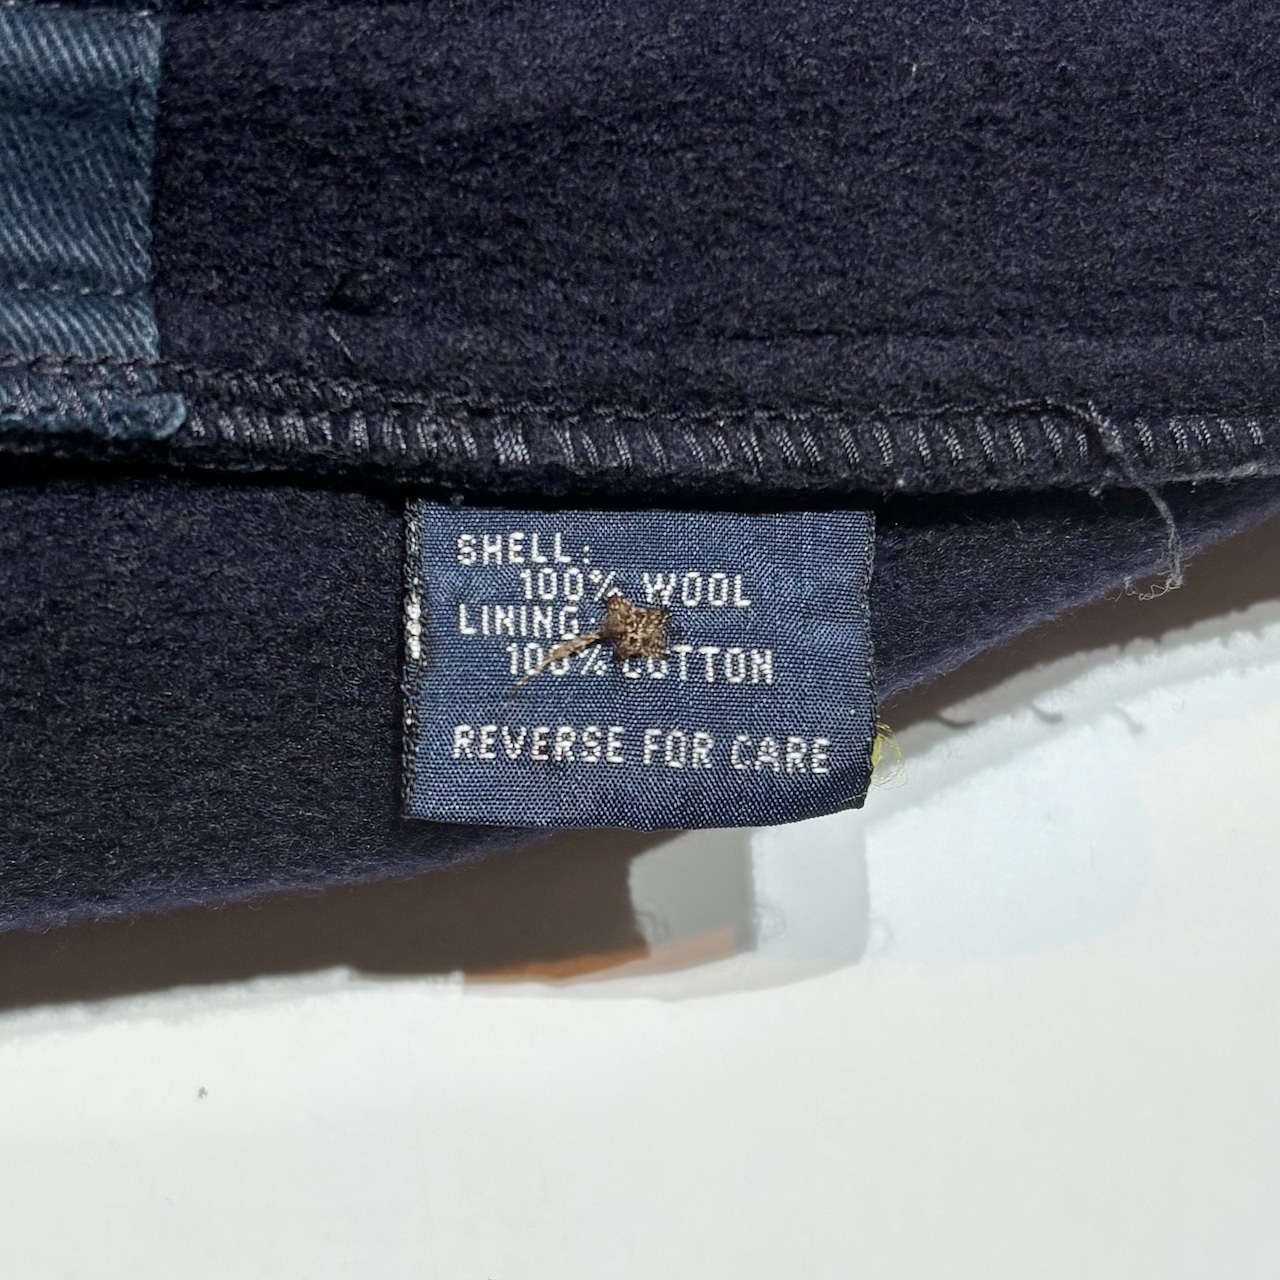 SHELL:
100% WOOL
LINING
100% COTTON
REVERSE FOR CARE